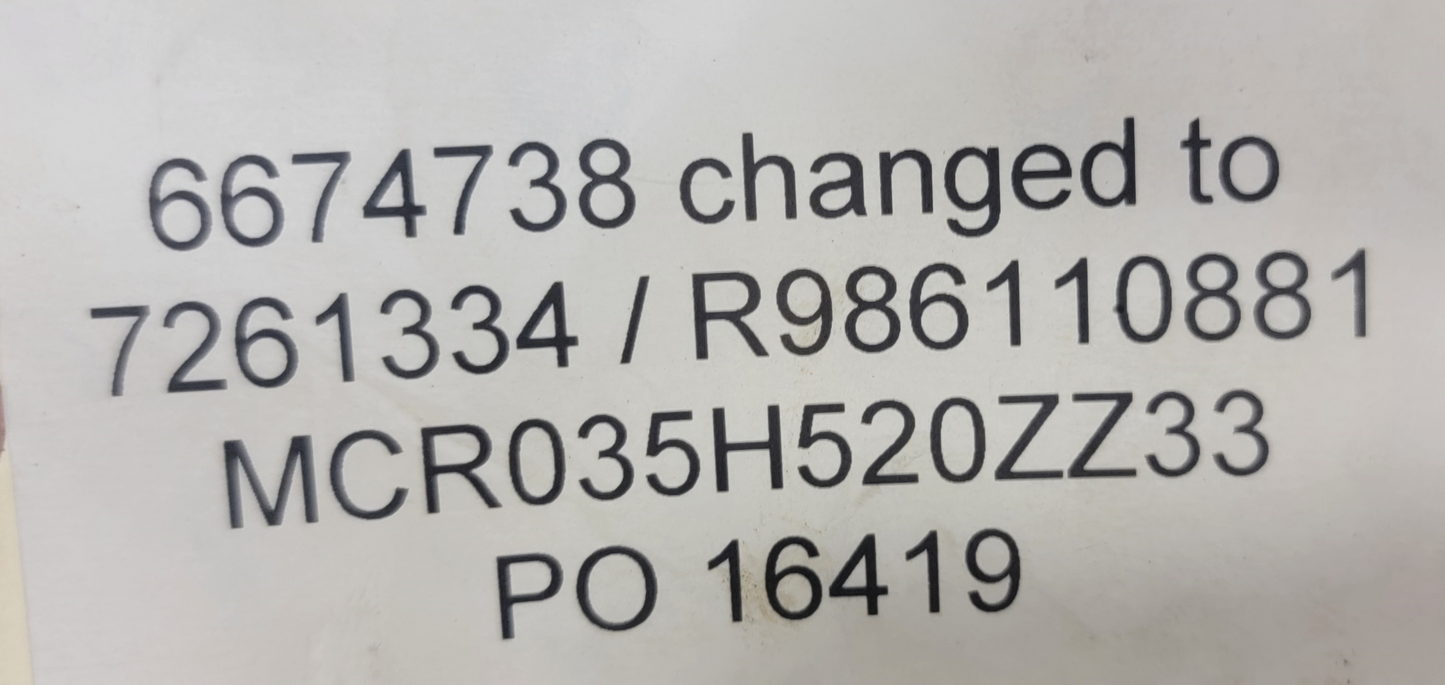 6674738 changed to
7261334 / R986110881
MCR035H520ZZ33
PO 16419